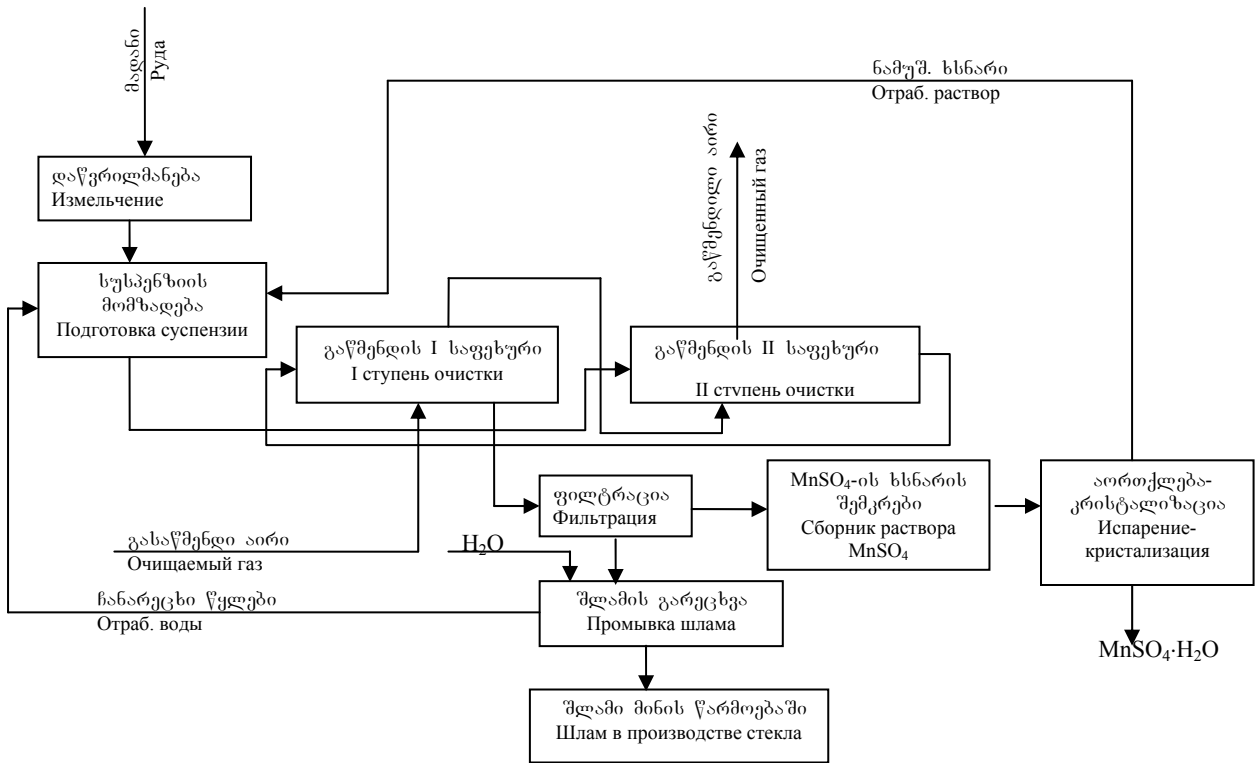 მადანი
Руда
ნამუშ. ხსნარი
Отраб. раствор
გაწმენდილი აირი
Очищенный газ
დაწვრილმანება
Измельчение
სუსპენზიის
მომზადება
Подготовка суспензии
გაწმენდის I საფეხური
I ступень очистки
გაწმენდის II საფეხური
II ступень очистки
ფილტრაცია
Фильтрация
MnSO₄-ის ხსნარის
შემკრები
Сборник раствора
MnSO₄
აორთქლება-
კრისტალიზაცია
Испарение-
кристализация
გასაწმენდი აირი
Очищаемый газ
H₂O
ჩანარეცხი წყლები
Отраб. воды
შლამის გარეცხვა
Промывка шлама
MnSO₄·H₂O
შლამი მინის წარმოებაში
Шлам в производстве стекла